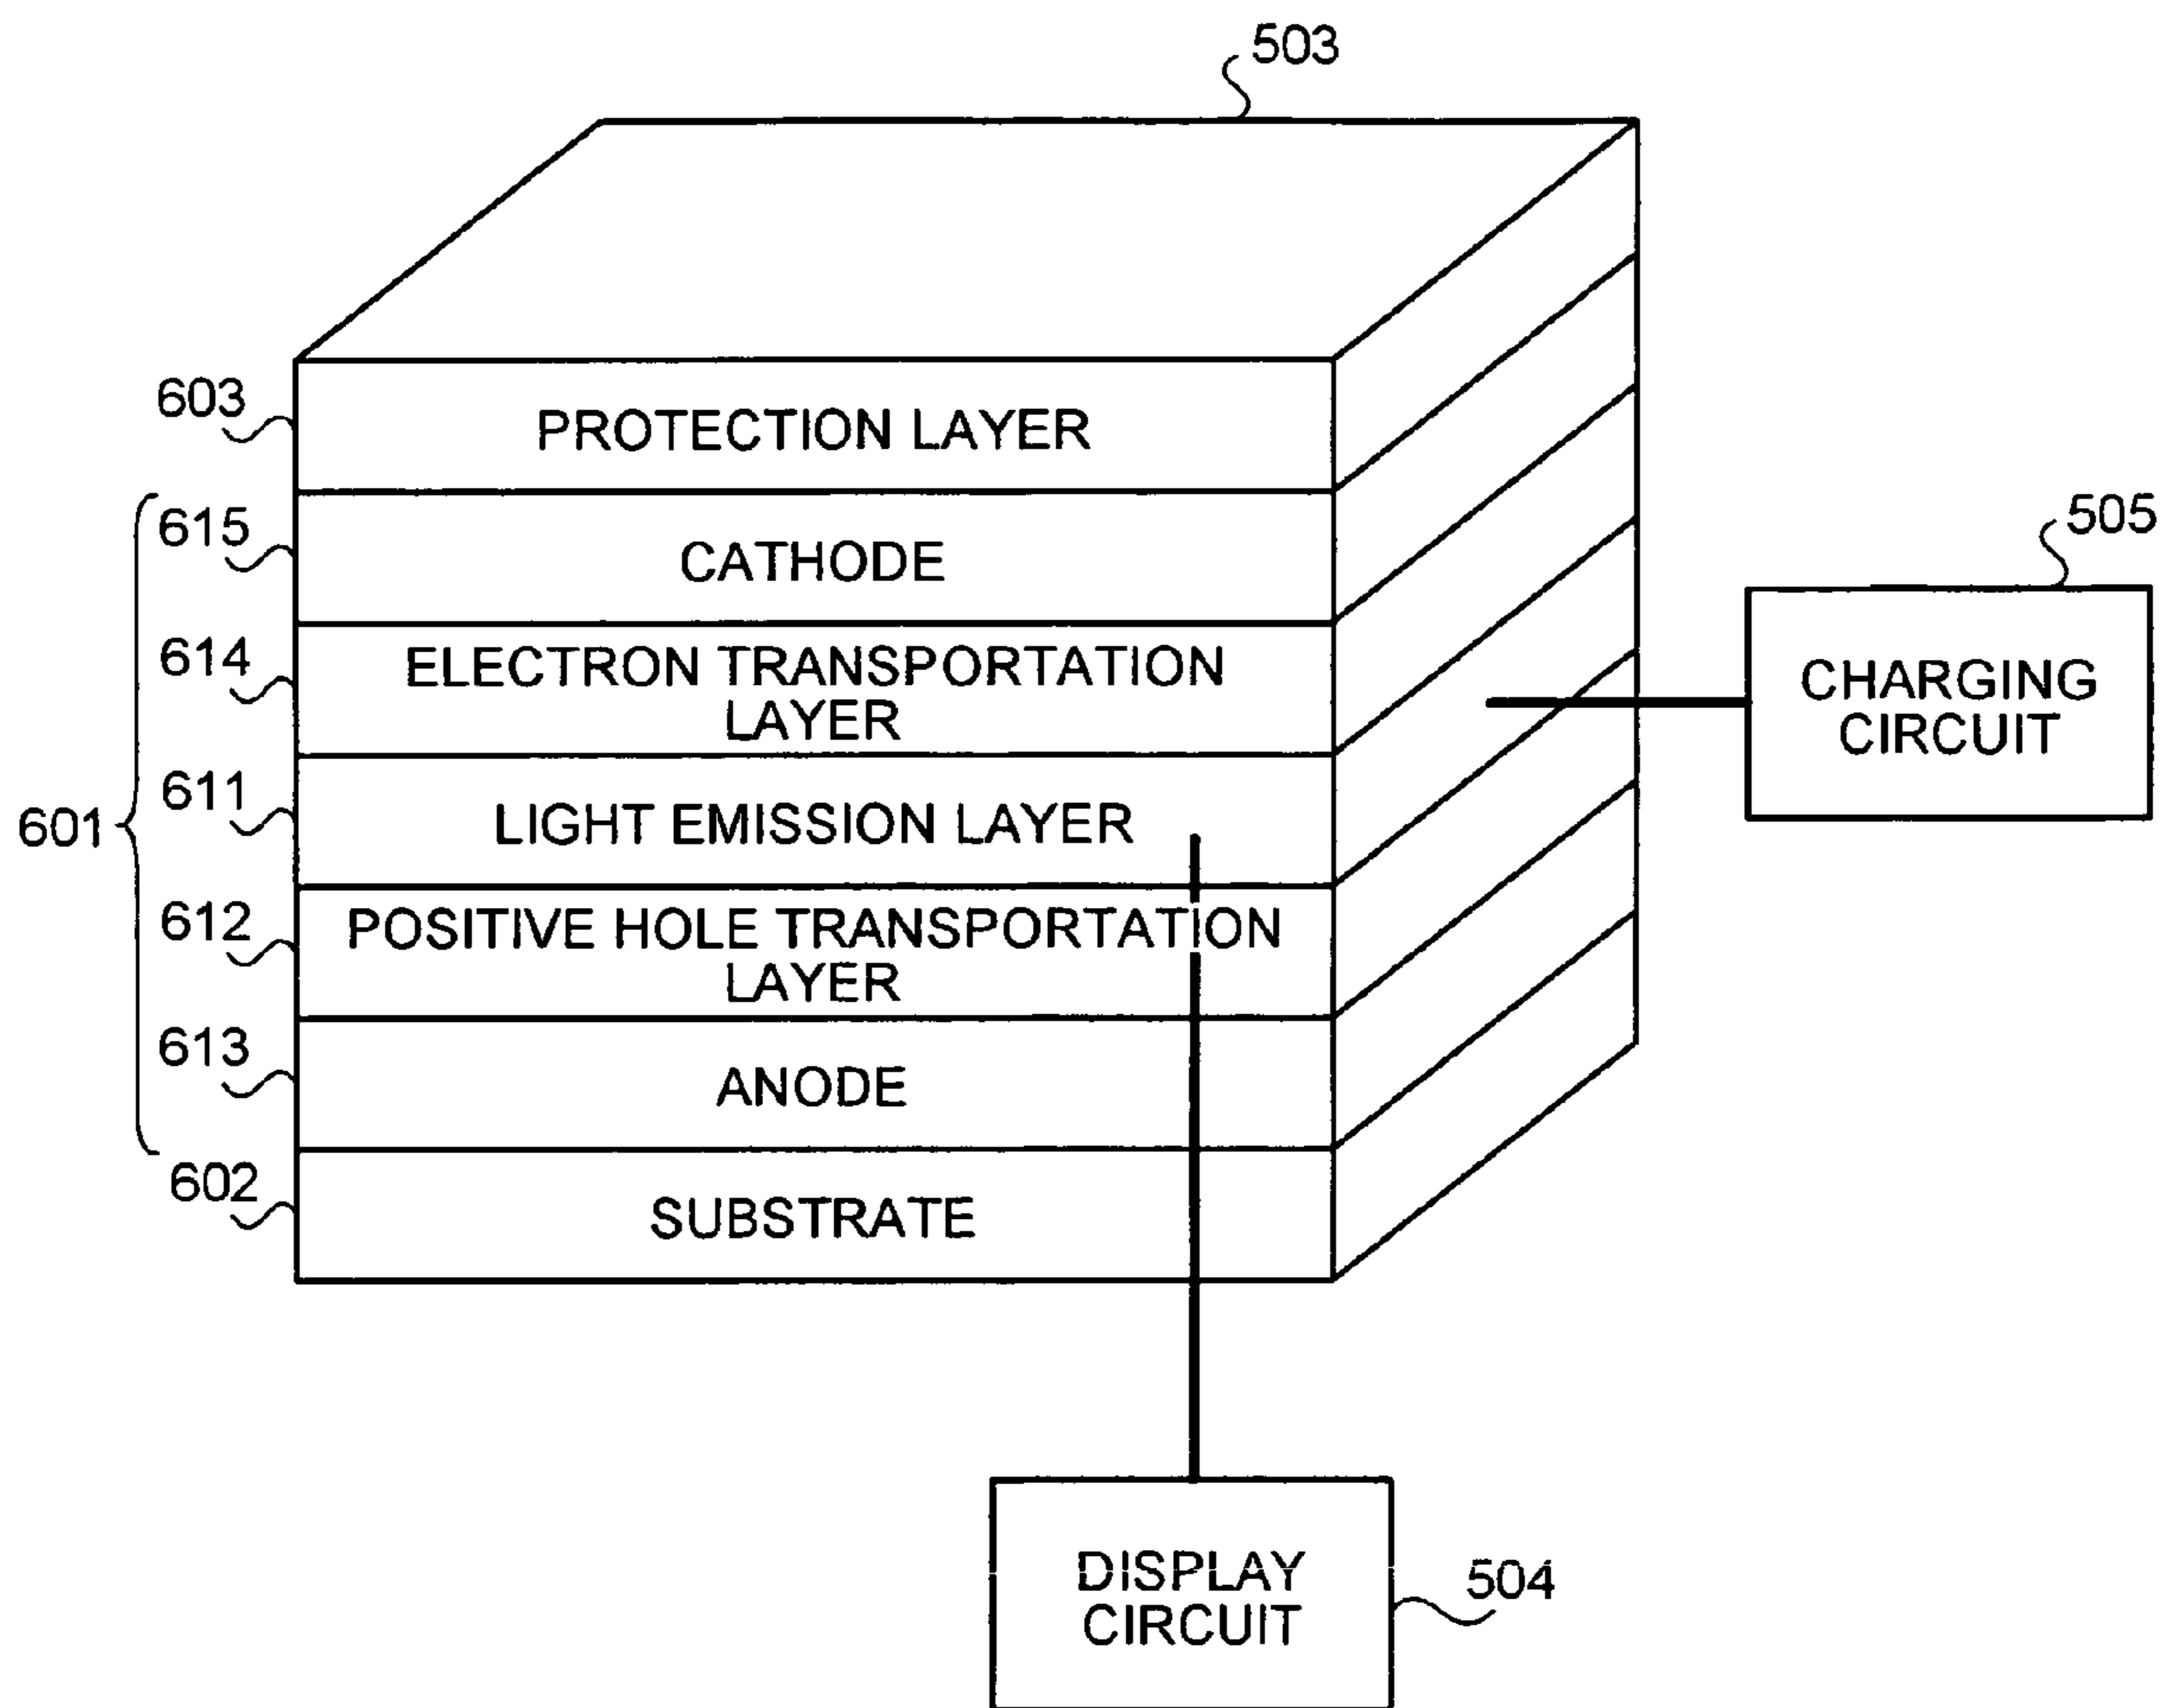 503
603
PROTECTION LAYER
615
CATHODE
505
614
ELECTRON TRANSPORTATION
LAYER
CHARGING
CIRCUIT
601
611
LIGHT EMISSION LAYER
612
POSITIVE HOLE TRANSPORTATION
LAYER
613
ANODE
602
SUBSTRATE
DISPLAY
CIRCUIT
504